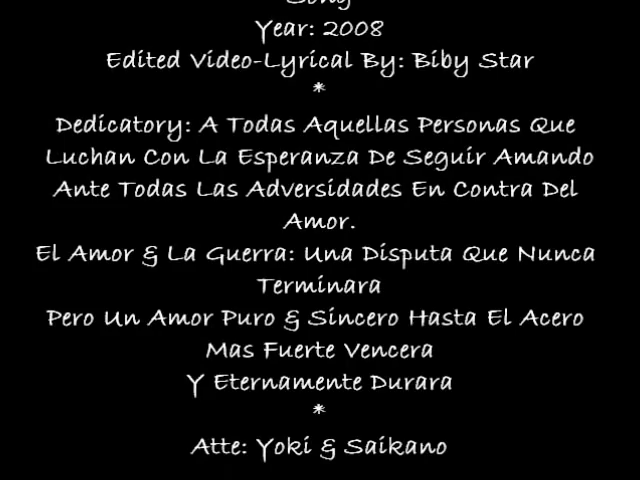 Song
Year: 2008
Edited Video-Lyrical By: Biby Star
*
Dedicatory: A Todas Aquellas Personas Que
Luchan Con La Esperanza De Seguir Amando
Ante Todas Las Adversidades En Contra Del
Amor.
El Amor & La Guerra: Una Disputa Que Nunca
Terminara
Pero Un Amor Puro & Sincero Hasta El Acero
Mas Fuerte Vencera
Y Eternamente Durara
*
Atte: Yoki & Saikano